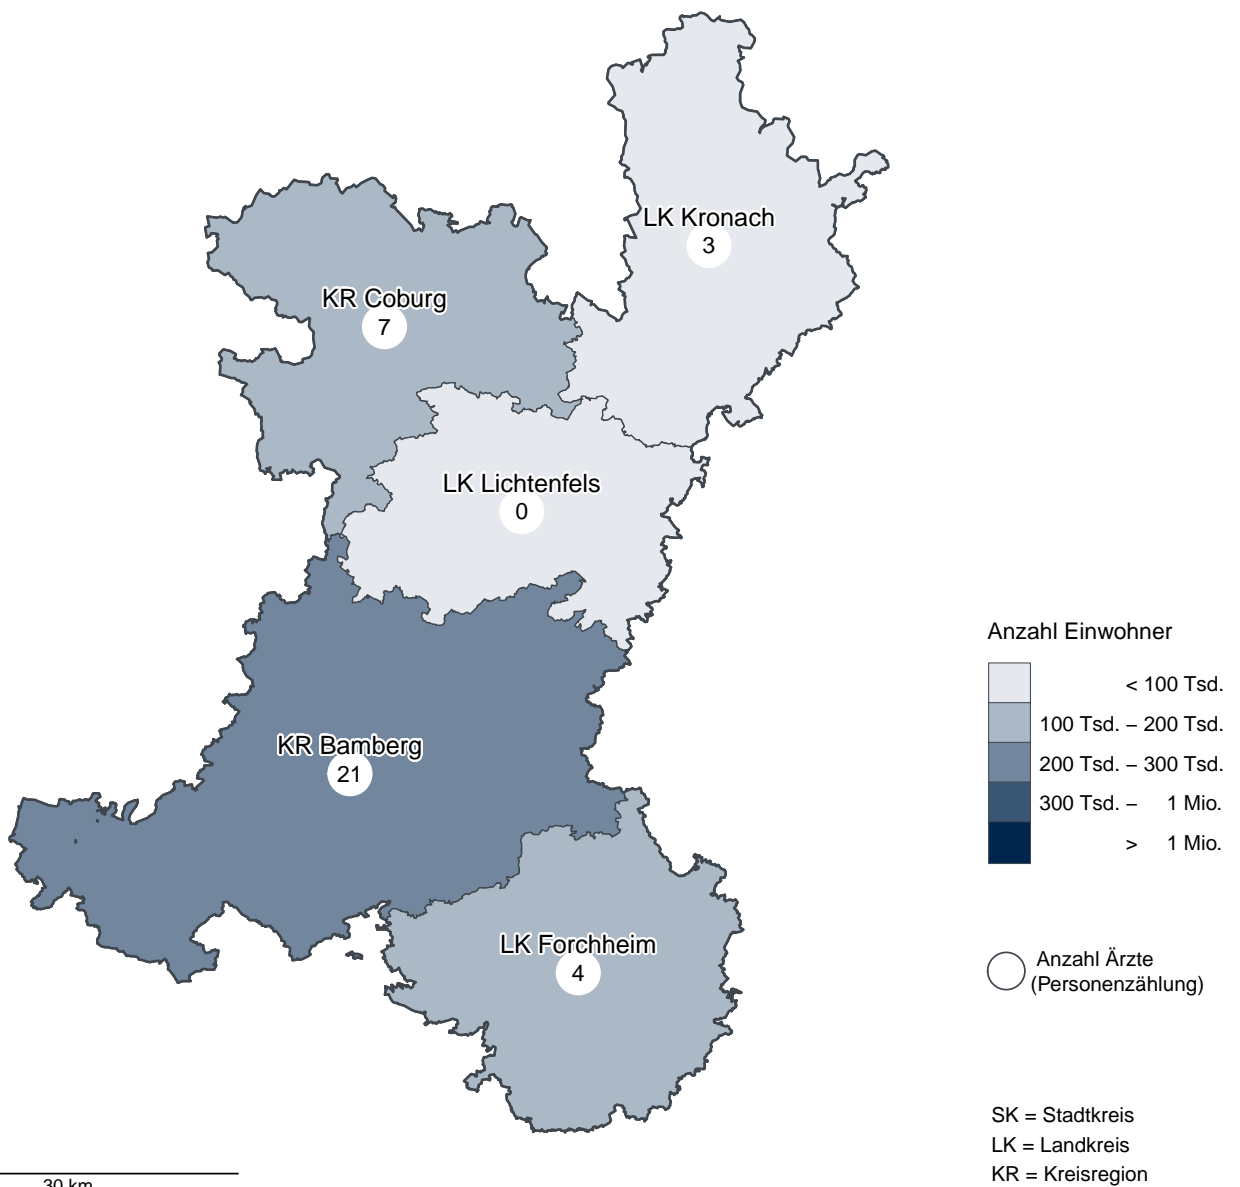 LK Kronach
3
KR Coburg
7
LK Lichtenfels
0
KR Bamberg
21
LK Forchheim
4
Anzahl Einwohner
< 100 Tsd.
100 Tsd. – 200 Tsd.
200 Tsd. – 300 Tsd.
300 Tsd. – 1 Mio.
> 1 Mio.
Anzahl Ärzte
(Personenzählung)
SK = Stadtkreis
LK = Landkreis
KR = Kreisregion
30 km